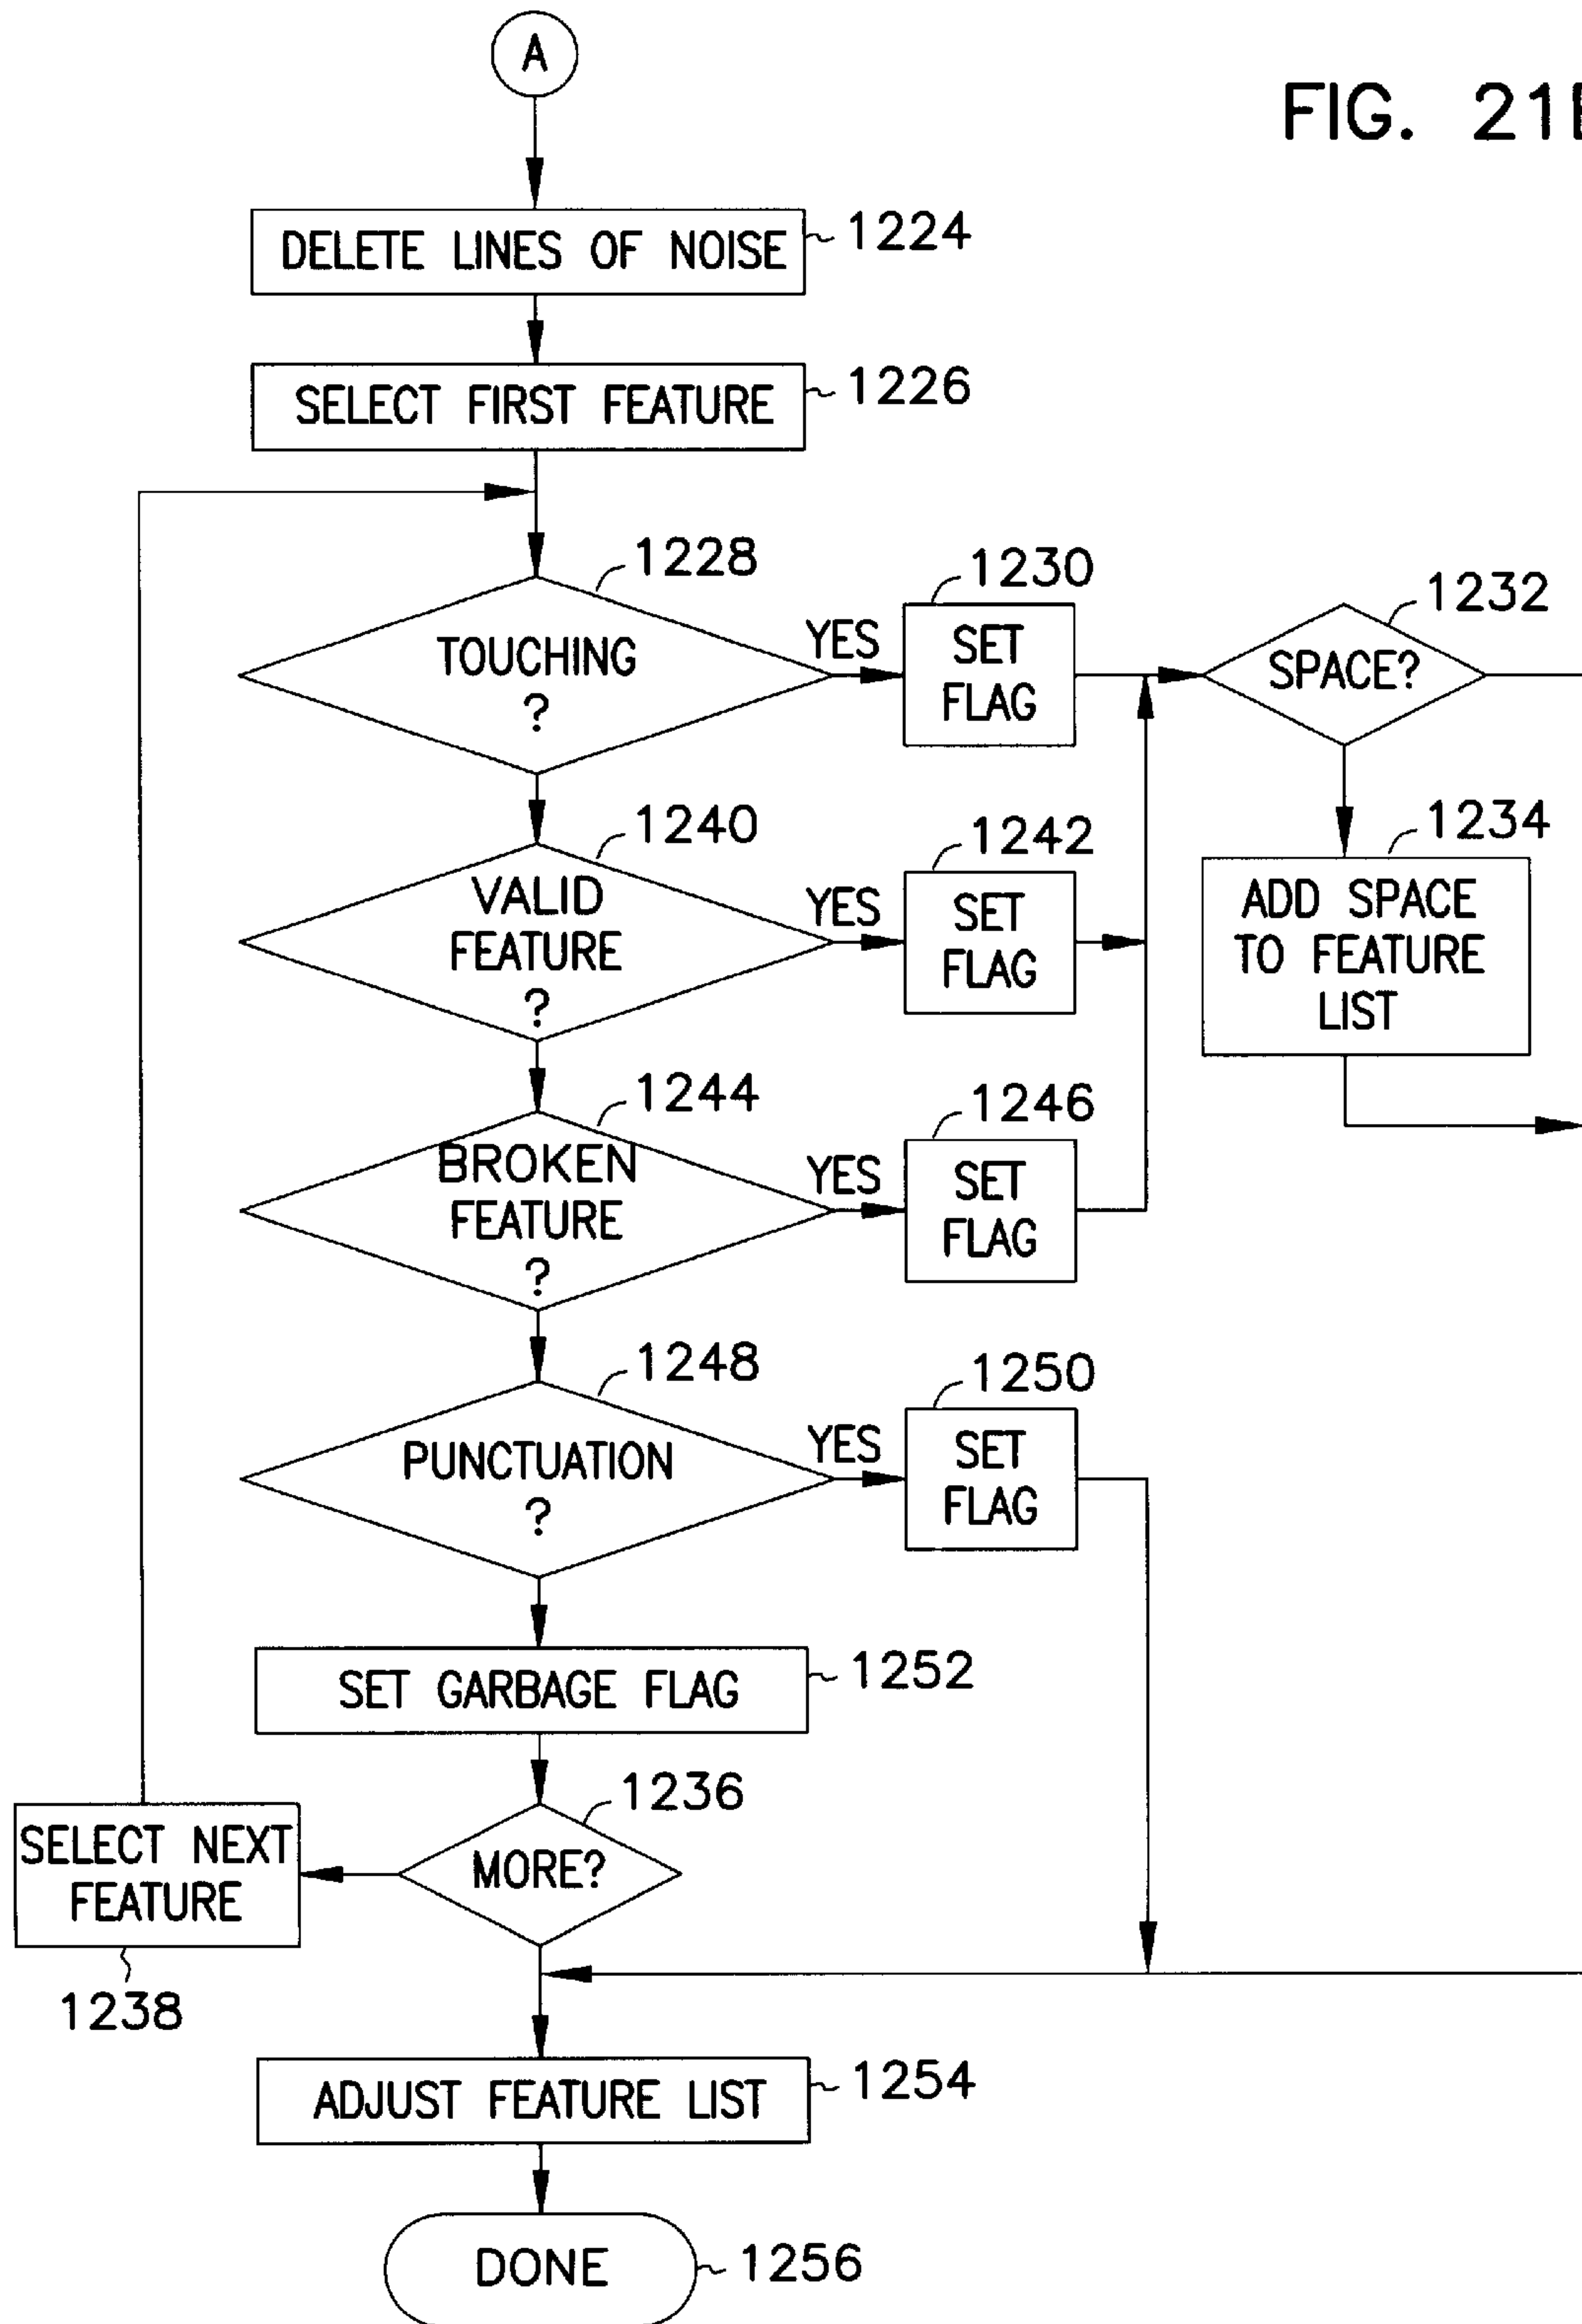 A
FIG. 21
DELETE LINES OF NOISE
1224
SELECT FIRST FEATURE
1226
TOUCHING
?
1228
YES
SET
FLAG
1230
SPACE?
1232
VALID
FEATURE
?
1240
YES
SET
FLAG
1242
ADD SPACE
TO FEATURE
LIST
1234
BROKEN
FEATURE
?
1244
YES
SET
FLAG
1246
PUNCTUATION
?
1248
YES
SET
FLAG
1250
SET GARBAGE FLAG
1252
MORE?
1236
SELECT NEXT
FEATURE
1238
ADJUST FEATURE LIST
1254
DONE
1256